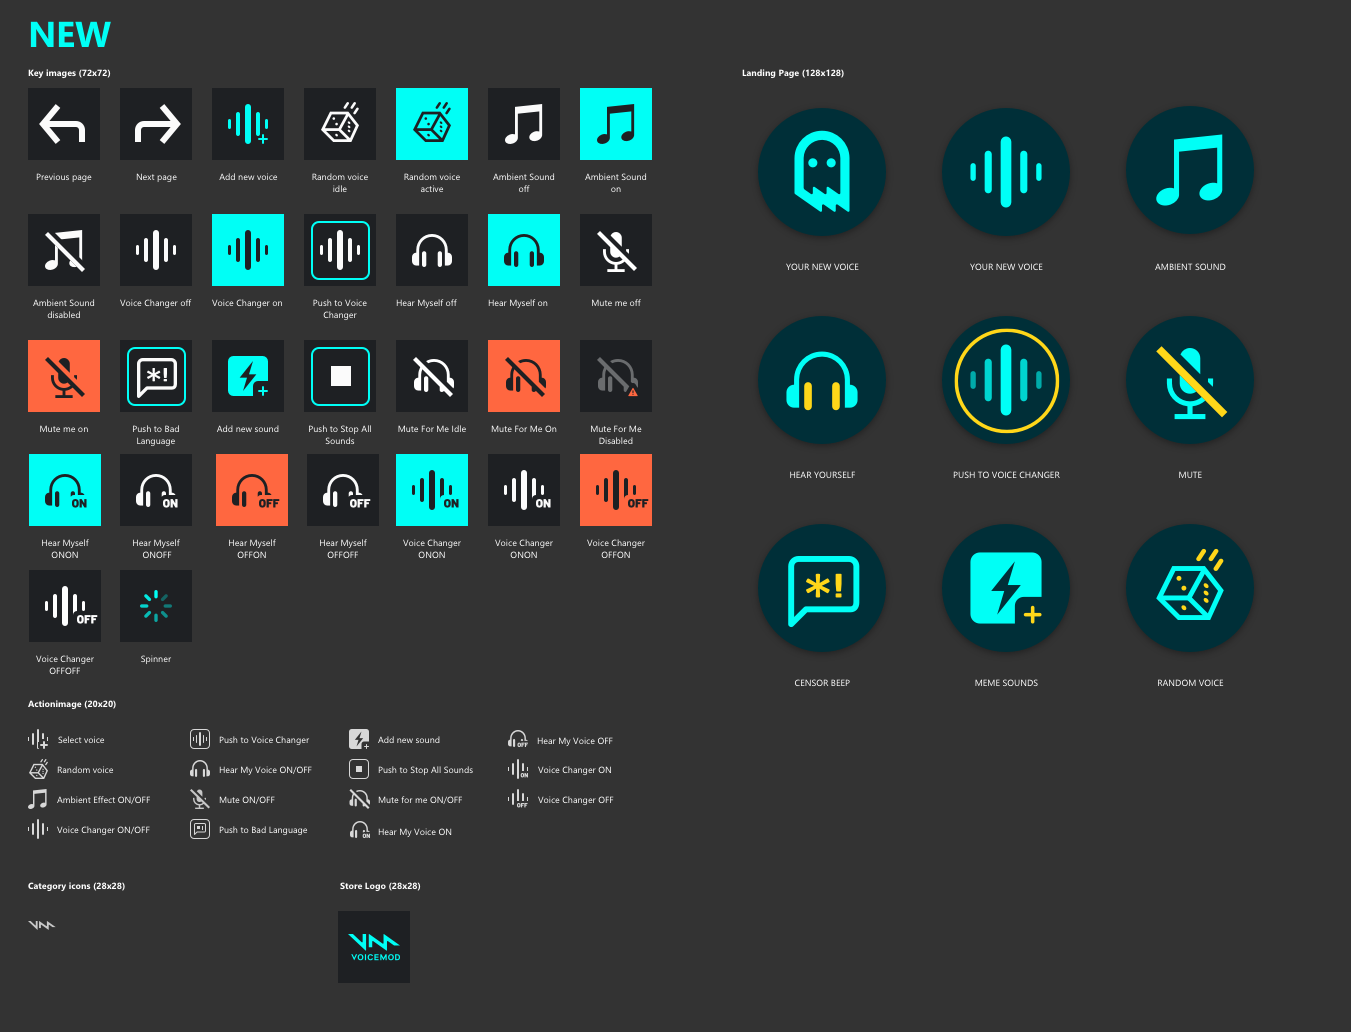 NEW
Key images (72x72)
Previous page
Next page
Add new voice
Random voice
idle
Random voice
active
Ambient Sound
off
Ambient Sound
on
Ambient Sound
disabled
Voice Changer off
Voice Changer on
Push to Voice
Changer
Hear Myself off
Hear Myself on
Mute me off
*!
Mute me on
Push to Bad
Language
Add new sound
Push to Stop All
Sounds
Mute For Me Idle
Mute For Me On
Mute For Me
Disabled
ON
ON
OFF
OFF
ON
ON
OFF
Hear Myself
ONON
Hear Myself
ONOFF
Hear Myself
OFFON
Hear Myself
OFFOFF
Voice Changer
ONON
Voice Changer
ONON
Voice Changer
OFFON
OFF
Voice Changer
OFFOFF
Spinner
Actionimage (20x20)
Select voice
Random voice
Ambient Effect ON/OFF
Voice Changer ON/OFF
Push to Voice Changer
Hear My Voice ON/OFF
Mute ON/OFF
Push to Bad Language
Add new sound
Push to Stop All Sounds
Mute for me ON/OFF
ON
Hear My Voice ON
OFF
Hear My Voice OFF
ON
Voice Changer ON
OFF
Voice Changer OFF
Category icons (28x28)
Store Logo (28x28)
VOICEMOD
Landing Page (128x128)
YOUR NEW VOICE
YOUR NEW VOICE
AMBIENT SOUND
HEAR YOURSELF
PUSH TO VOICE CHANGER
MUTE
*!
CENSOR BEEP
MEME SOUNDS
RANDOM VOICE